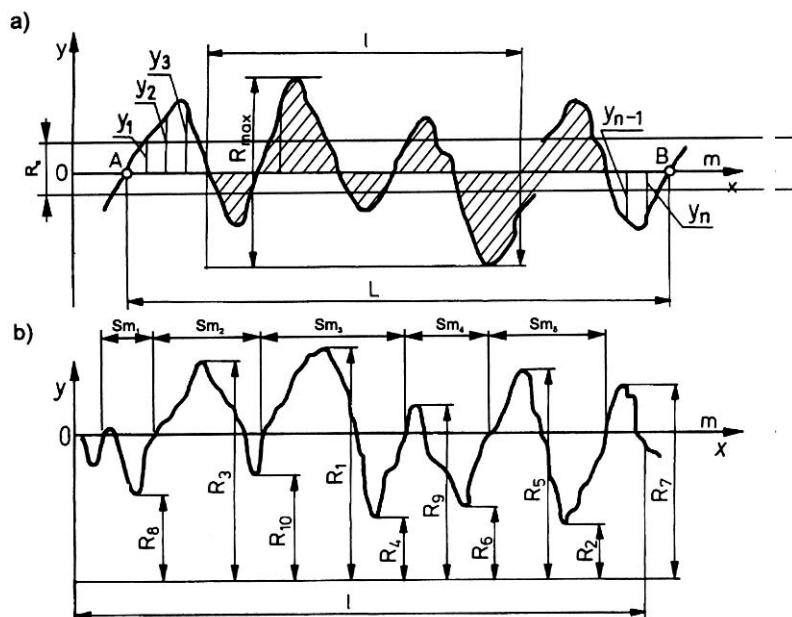 a)
y
l
y₃
y₂
y₁
Rmax
yₙ₋₁
A
B
m
0
x
yₙ
L
b)
Sm₁ Sm₂ Sm₃ Sm₄ Sm₅
y
0
m
x
R₈ R₃ R₁₀ R₁ R₄ R₉ R₆ R₅ R₂ R₇
l